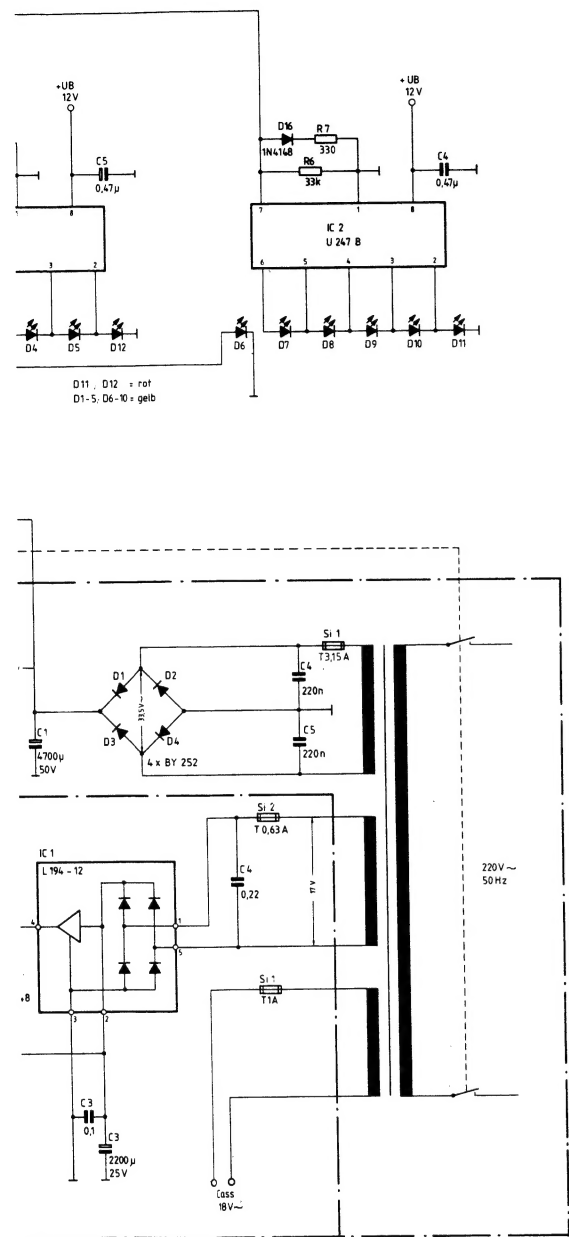 +UB
12V
C5
0,47µ
1
8
3
2
D4
D5
D12
D11 , D12 = rot
D1-5; D6-10 = gelb
+UB
12V
D16
1N4148
R7
330
R6
33k
C4
0,47µ
7
1
8
IC 2
U 247 B
6
5
4
3
2
D6
D7
D8
D9
D10
D11
Si 1
T3,15 A
C4
220n
C5
220n
D1
D2
D3
D4
33,5V~
4 x BY 252
C1
4700µ
50V
Si 2
T 0,63 A
C4
0,22
17 V
220V~
50 Hz
IC 1
L 194 - 12
4
1
5
3
2
+8
Si 1
T1A
C3
0,1
C3
2200µ
25V
Cass
18V~